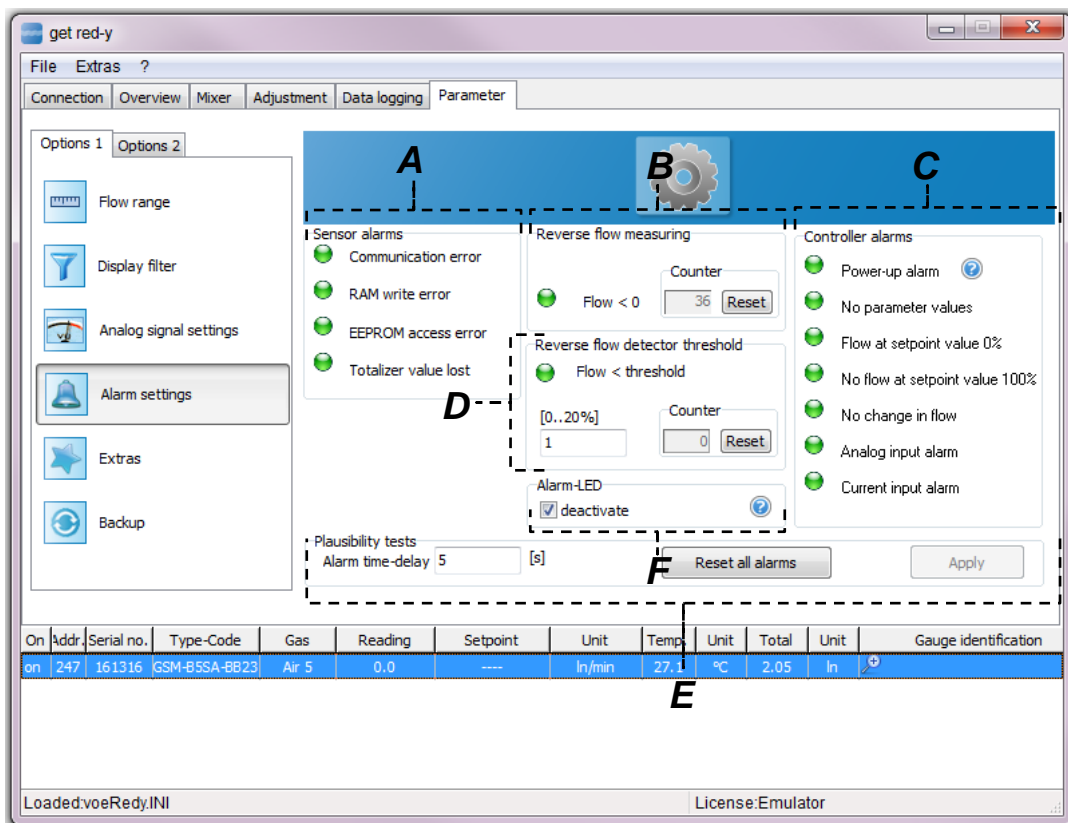 get red-y
File Extras ?
Connection Overview Mixer Adjustment Data logging Parameter
Options 1 Options 2
Flow range
Display filter
Analog signal settings
Alarm settings
Extras
Backup
A
B
C
Sensor alarms
Communication error
RAM write error
EEPROM access error
Totalizer value lost
Reverse flow measuring
Counter
Flow < 0 36 Reset
Reverse flow detector threshold
Flow < threshold
D
[0..20%]
Counter
1 0 Reset
Alarm-LED
deactivate
Controller alarms
Power-up alarm
No parameter values
Flow at setpoint value 0%
No flow at setpoint value 100%
No change in flow
Analog input alarm
Current input alarm
Plausibility tests
Alarm time-delay 5 [s]
F
Reset all alarms Apply
On Addr. Serial no. Type-Code Gas Reading Setpoint Unit Temp. Unit Total Unit Gauge identification
on 247 161316 GSM-B5SA-BB23 Air 5 0.0 ---- ln/min 27.1 °C 2.05 ln
E
Loaded:voeRedy.INI License:Emulator